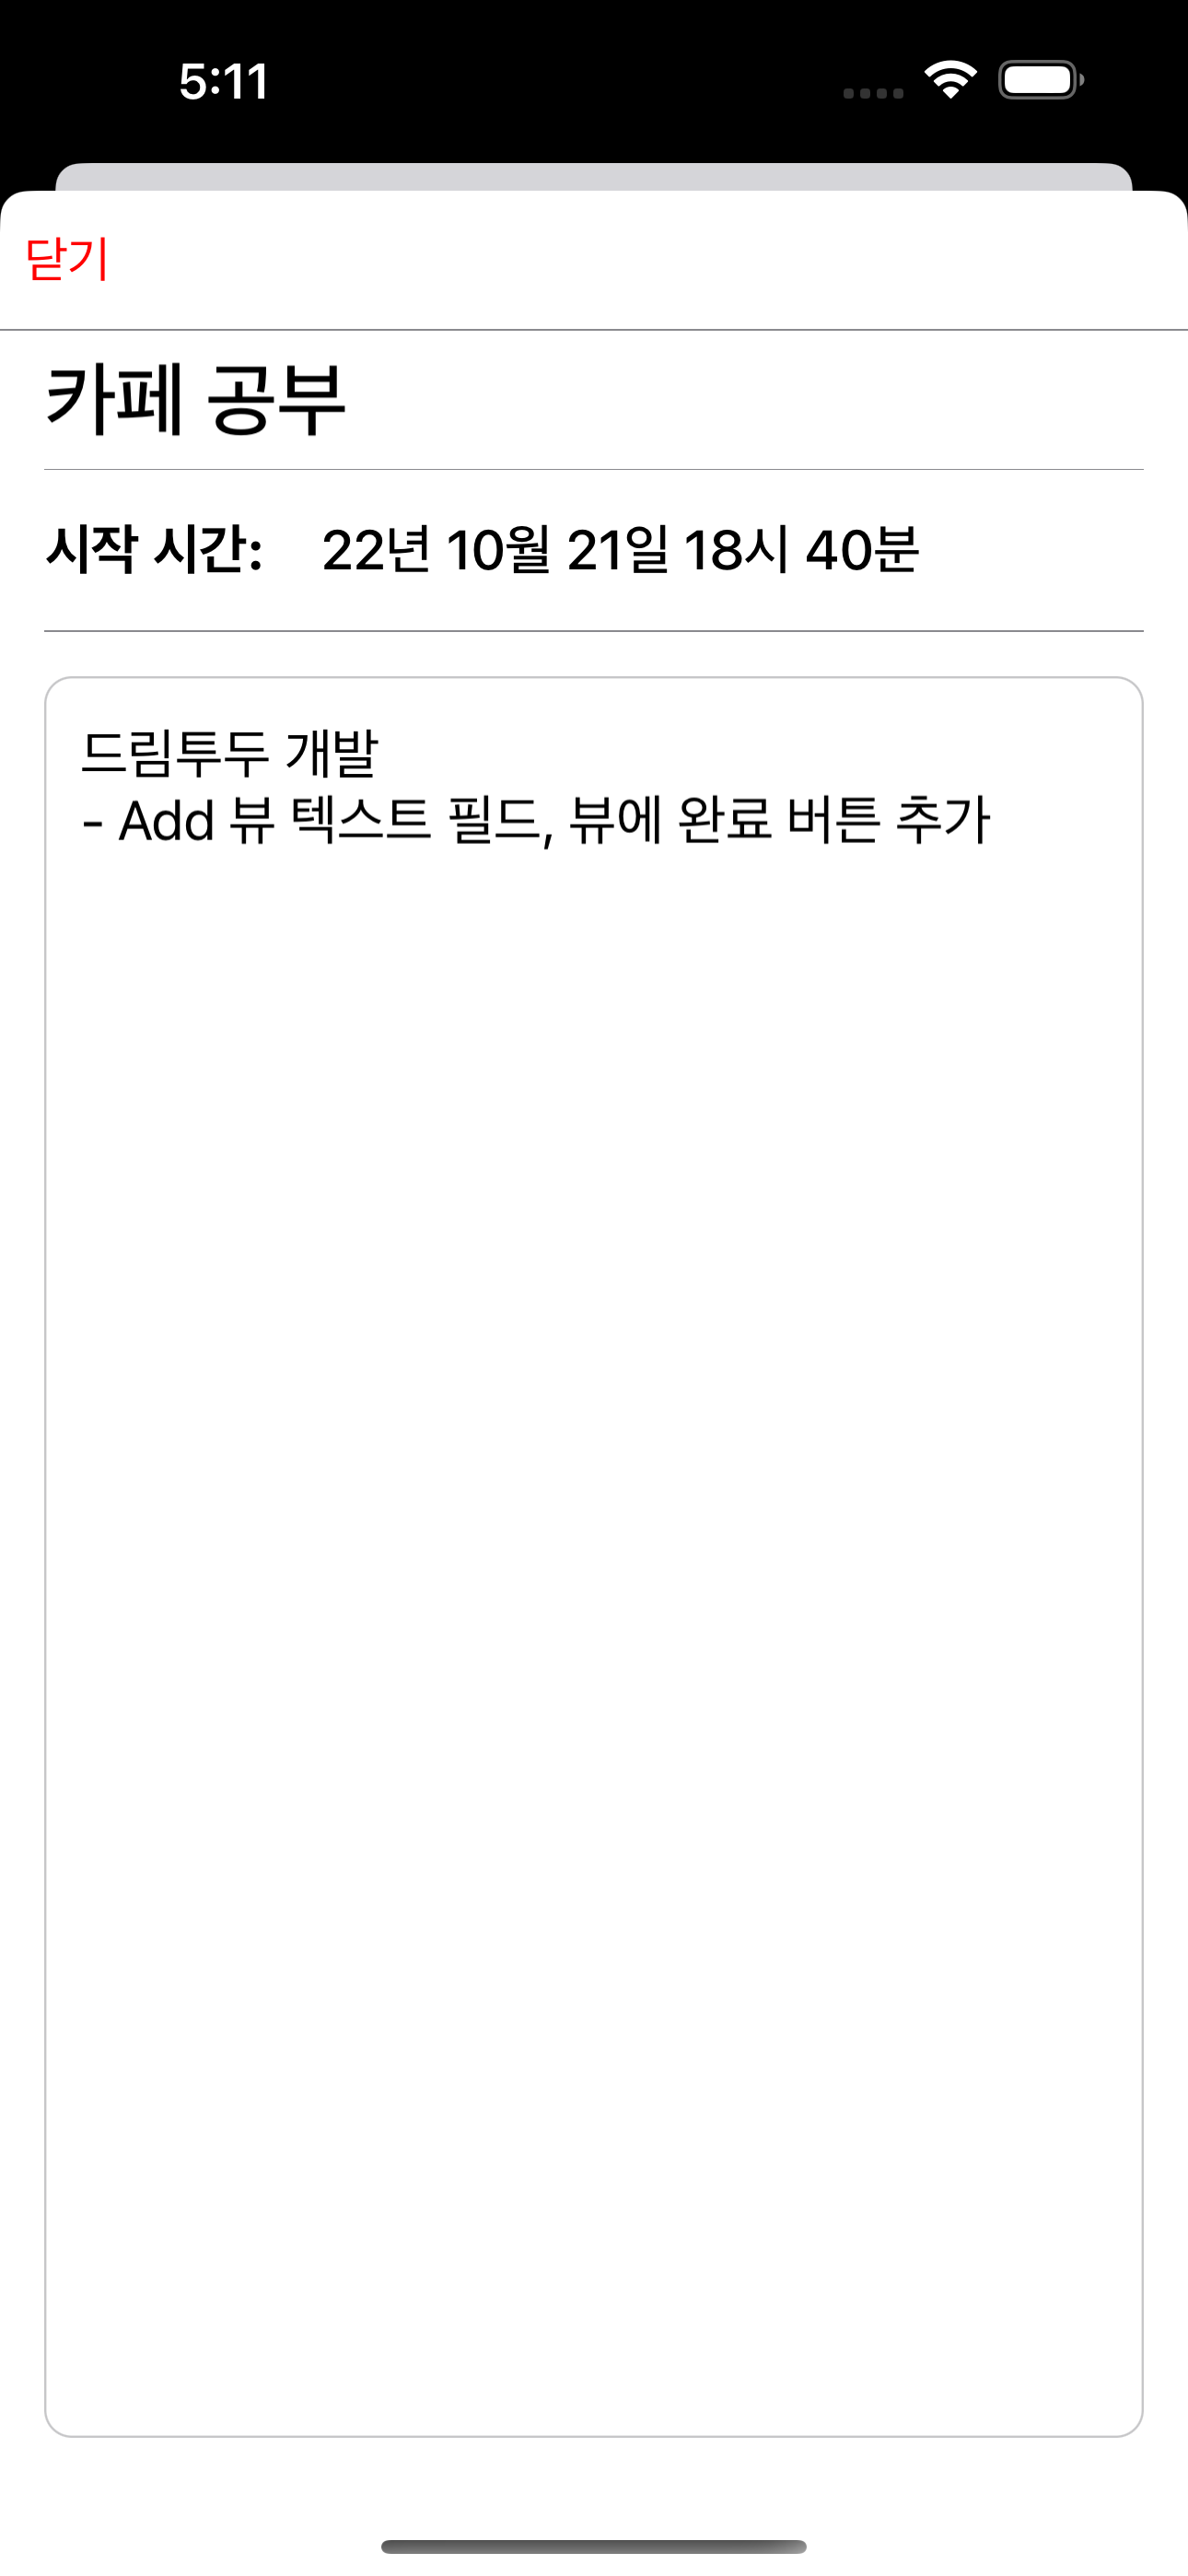 5:11
닫기
카페 공부
시작 시간: 22년 10월 21일 18시 40분
드림투두 개발
- Add 뷰 텍스트 필드, 뷰에 완료 버튼 추가